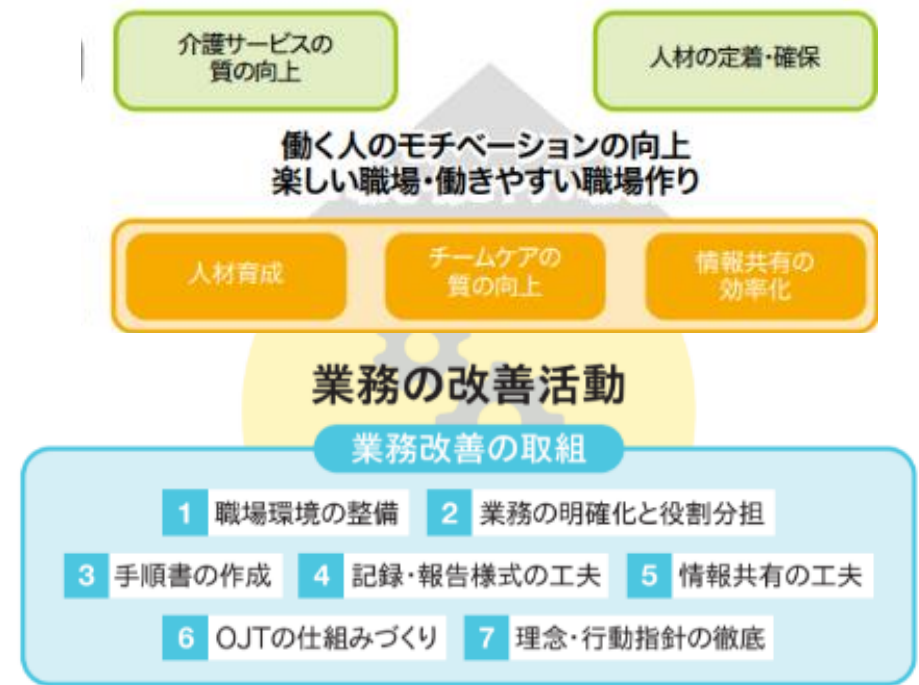 介護サービスの
質の向上
人材の定着・確保
働く人のモチベーションの向上
楽しい職場・働きやすい職場作り
人材育成
チームケアの
質の向上
情報共有の
効率化
業務の改善活動
業務改善の取組
1 職場環境の整備 2 業務の明確化と役割分担
3 手順書の作成 4 記録・報告様式の工夫 5 情報共有の工夫
6 OJTの仕組みづくり 7 理念・行動指針の徹底